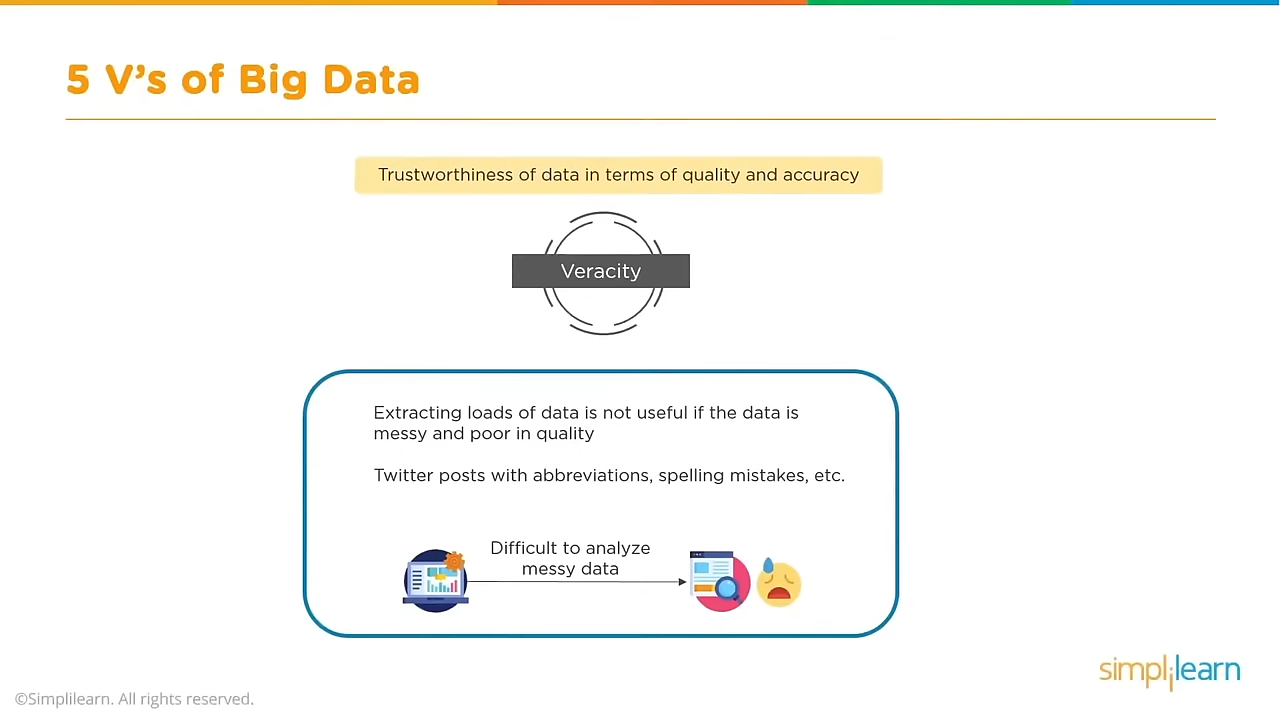 5 V's of Big Data
Trustworthiness of data in terms of quality and accuracy
Veracity
Extracting loads of data is not useful if the data is
messy and poor in quality
Twitter posts with abbreviations, spelling mistakes, etc.
Difficult to analyze
messy data
simplilearn
©Simplilearn. All rights reserved.